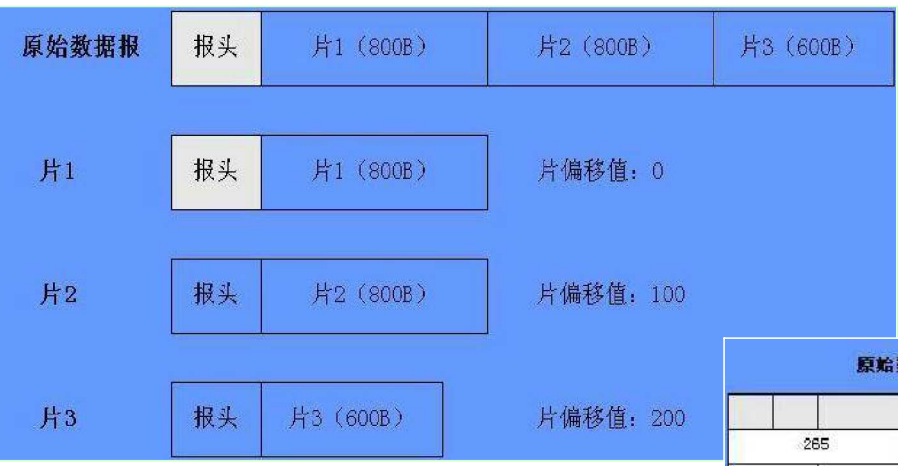 原始数据报 报头 片1（800B） 片2（800B） 片3（600B）
片1 报头 片1（800B） 片偏移值：0
片2 报头 片2（800B） 片偏移值：100
片3 报头 片3（600B） 片偏移值：200
原始
265